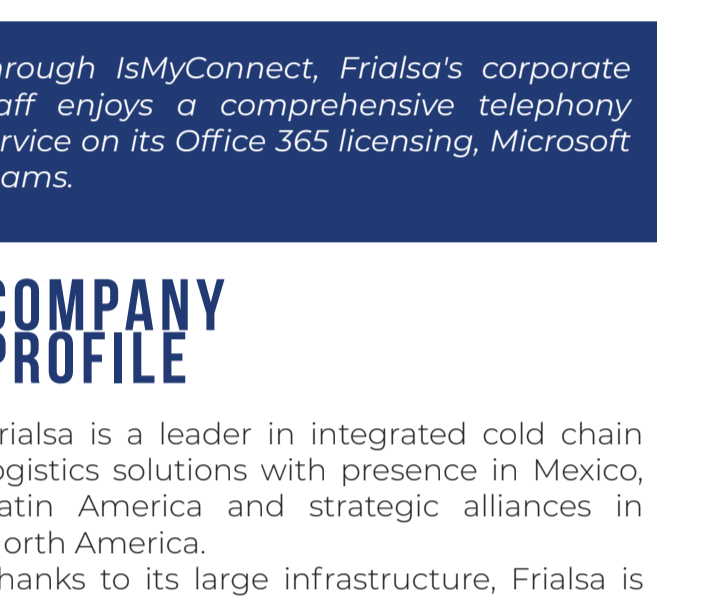 hrough IsMyConnect, Frialsa's corporate
aff enjoys a comprehensive telephony
rvice on its Office 365 licensing, Microsoft
ams.
COMPANY
PROFILE
rialsa is a leader in integrated cold chain
ogistics solutions with presence in Mexico,
atin America and strategic alliances in
orth America.
hanks to its large infrastructure, Frialsa is